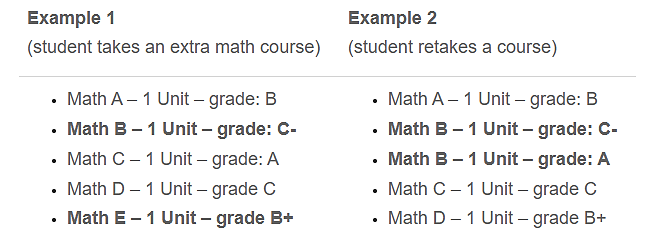 Example 1
(student takes an extra math course)
• Math A – 1 Unit – grade: B
• Math B – 1 Unit – grade: C-
• Math C – 1 Unit – grade: A
• Math D – 1 Unit – grade C
• Math E – 1 Unit – grade B+
Example 2
(student retakes a course)
• Math A – 1 Unit – grade: B
• Math B – 1 Unit – grade: C-
• Math B – 1 Unit – grade: A
• Math C – 1 Unit – grade C
• Math D – 1 Unit – grade B+